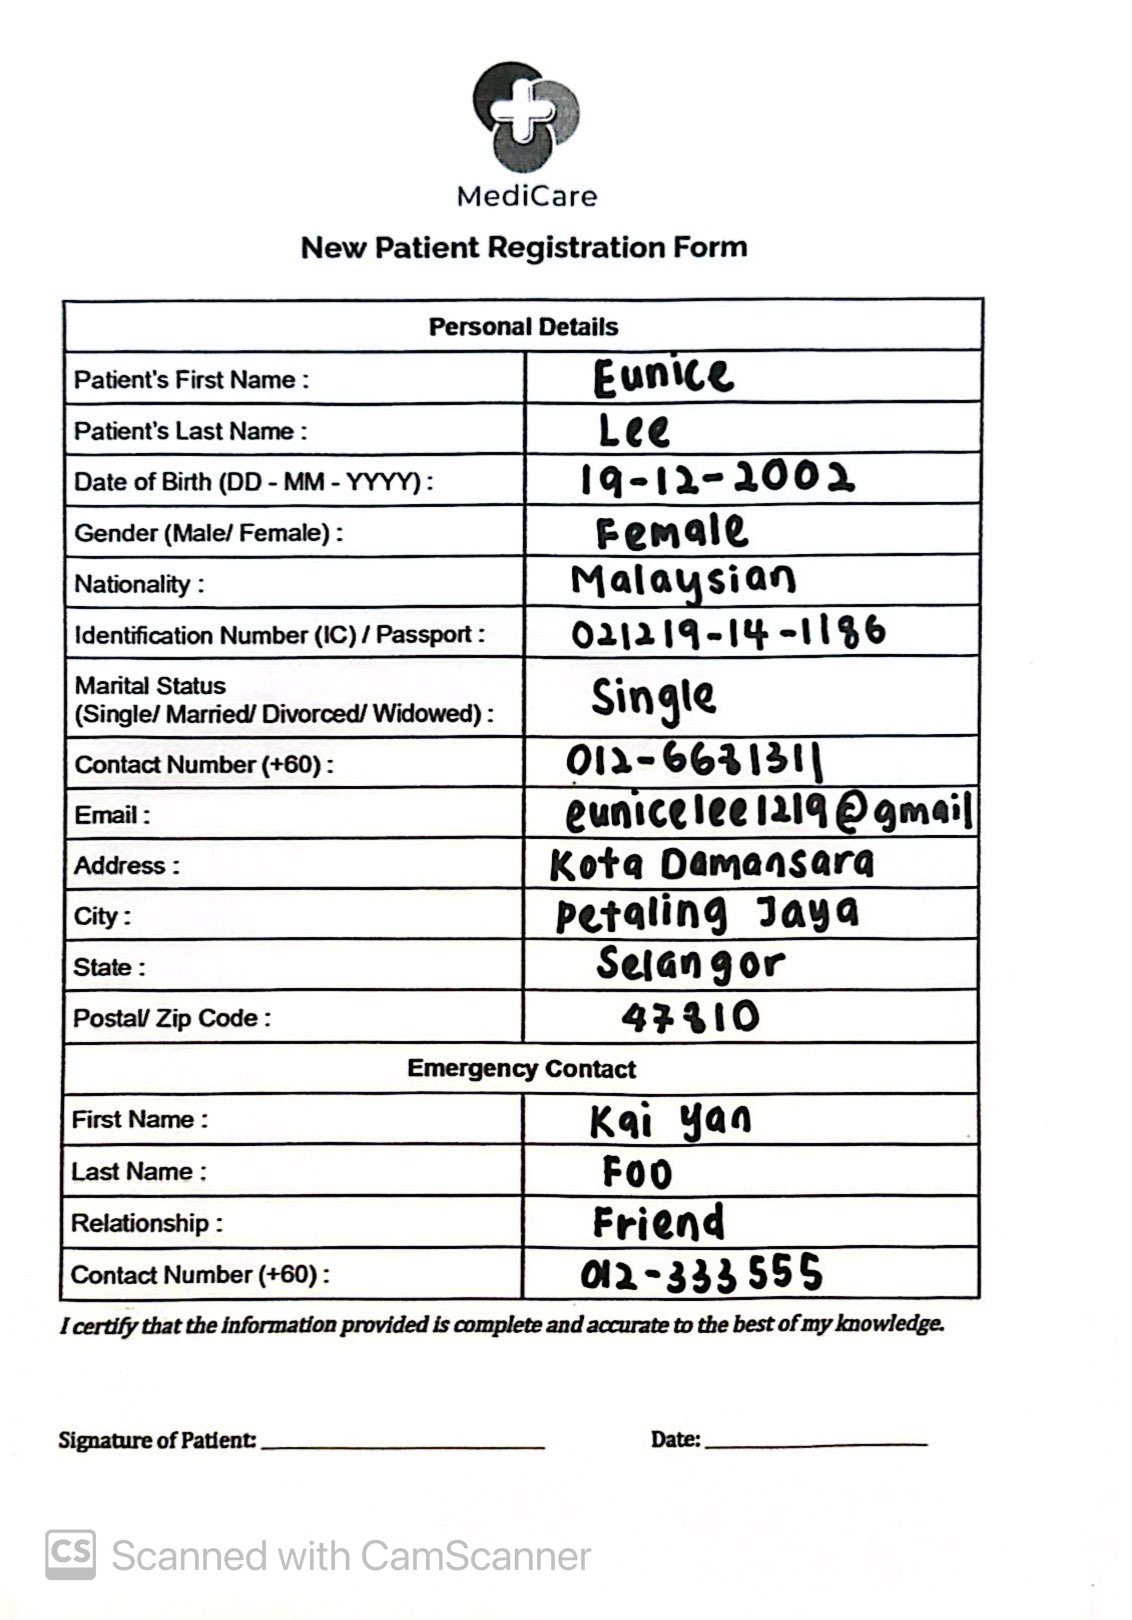 MediCare
New Patient Registration Form
Personal Details
Patient's First Name : Eunice
Patient's Last Name : Lee
Date of Birth (DD - MM - YYYY) : 19-12-2002
Gender (Male/ Female) : Female
Nationality : Malaysian
Identification Number (IC) / Passport : 021219-14-1186
Marital Status
(Single/ Married/ Divorced/ Widowed) : Single
Contact Number (+60) : 012-6681311
Email : eunicelee1219@gmail
Address : Kota Damansara
City : Petaling Jaya
State : Selangor
Postal/ Zip Code : 47810
Emergency Contact
First Name : Kai Yan
Last Name : Foo
Relationship : Friend
Contact Number (+60) : 012-333555
I certify that the information provided is complete and accurate to the best of my knowledge.
Signature of Patient: Date:
CS Scanned with CamScanner